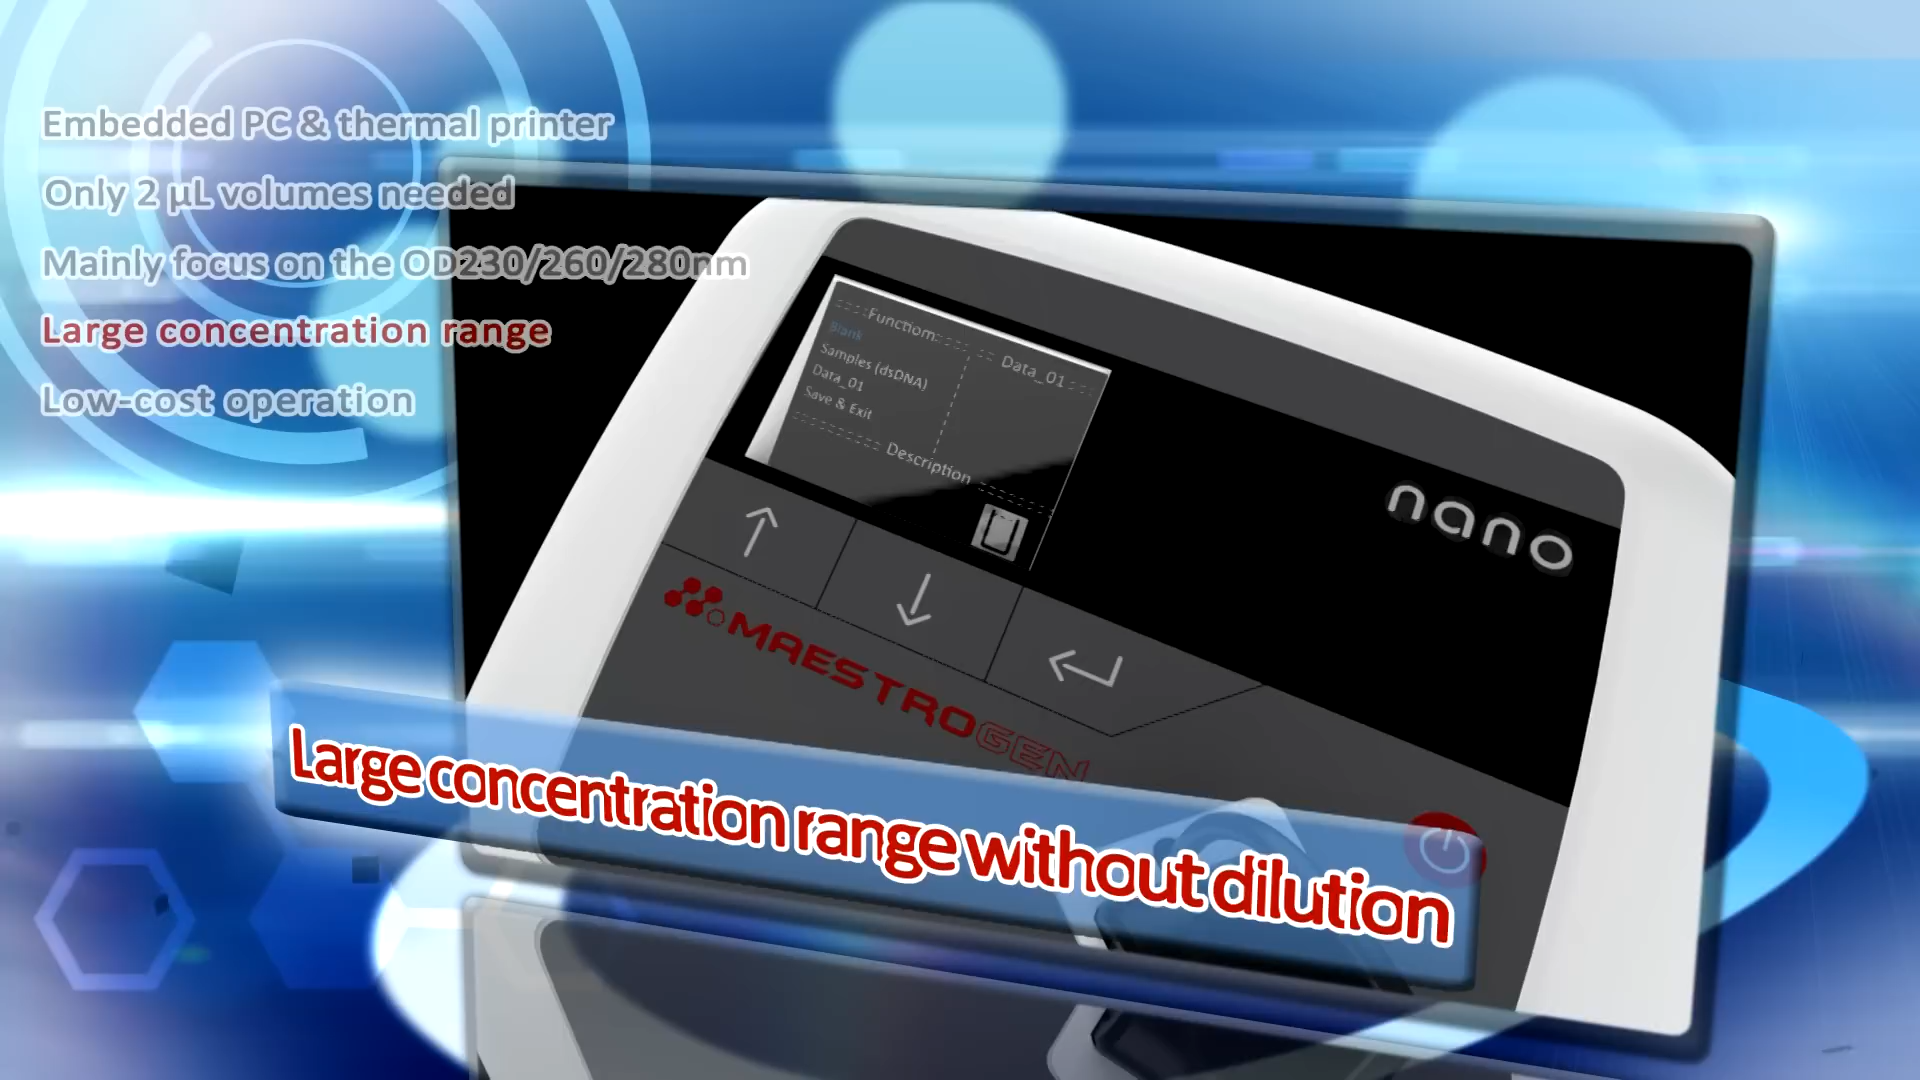 Embedded PC & thermal printer
Only 2 µL volumes needed
Mainly focus on the OD230/260/280nm
Large concentration range
Low-cost operation
Function
Data_01
Blank
Samples (dsDNA)
Data_01
Save & Exit
Description
nano
MAESTROGEN
Large concentration range without dilution